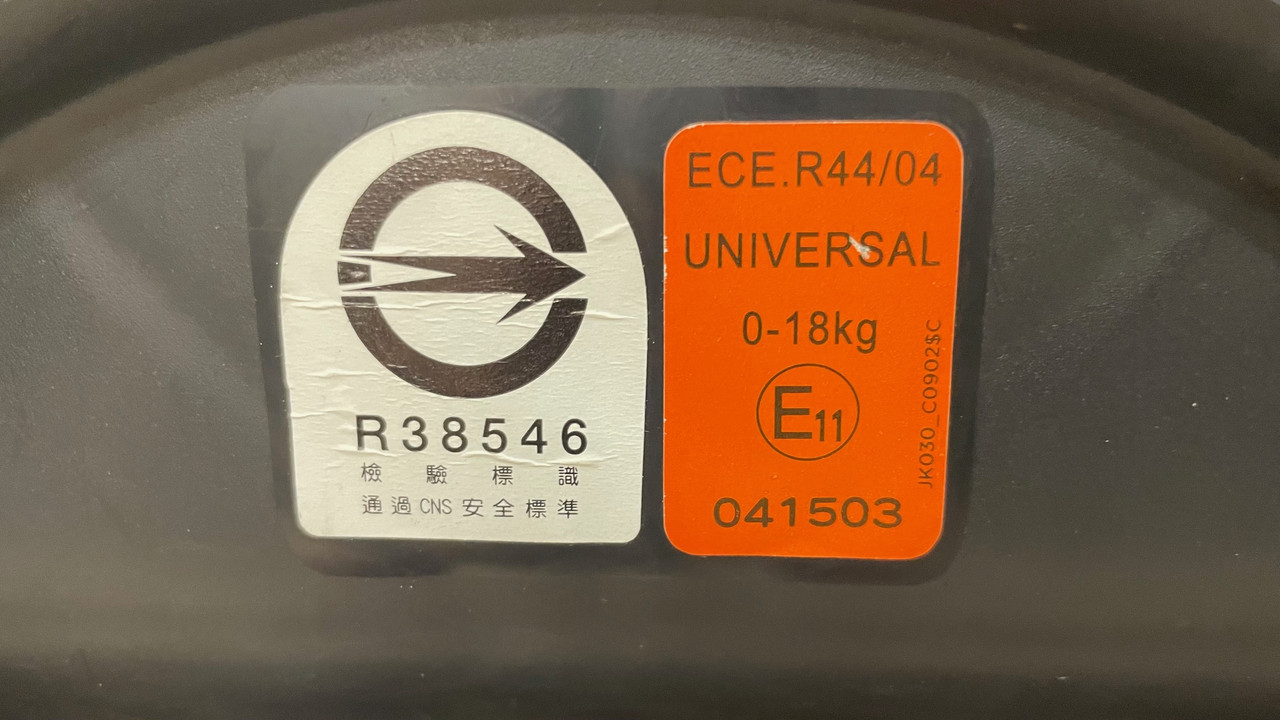 R38546
檢驗標識
通過CNS安全標準
ECE.R44/04
UNIVERSAL
0-18kg
E11
041503
JK030_C0902$C